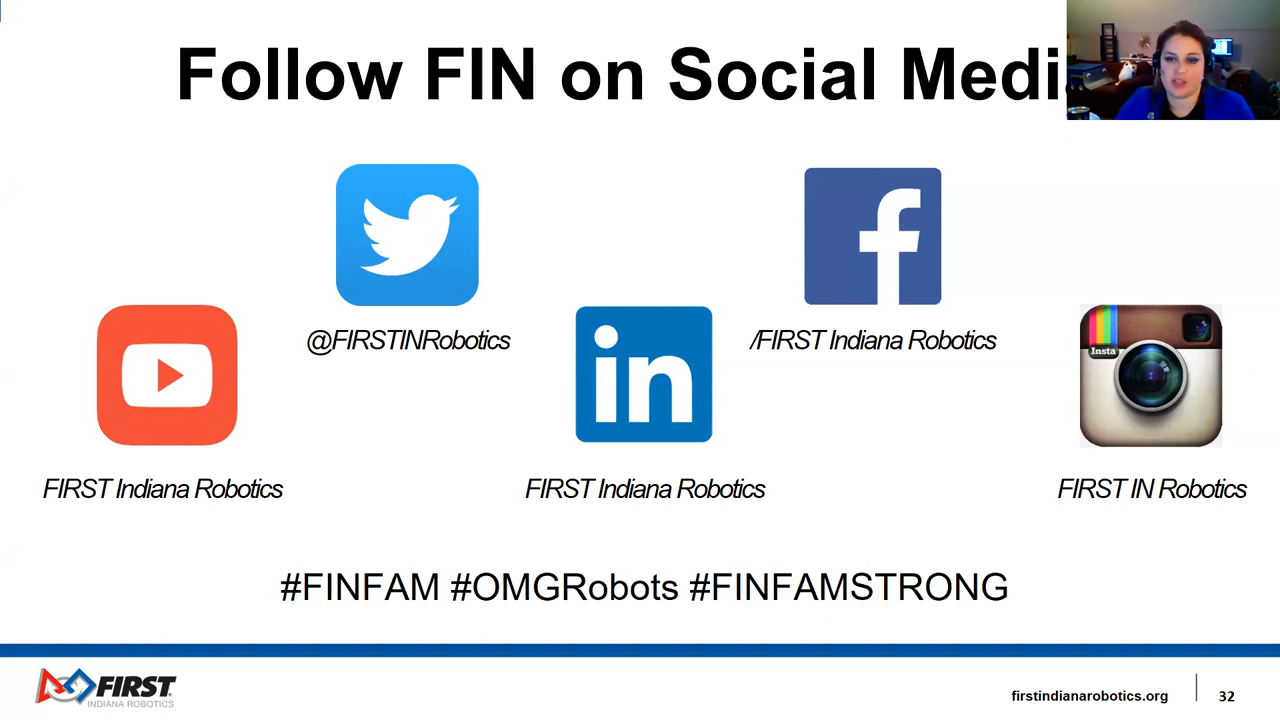 Follow FIN on Social Medi
@FIRSTINRobotics
/FIRST Indiana Robotics
in
Insta
FIRST Indiana Robotics
FIRST Indiana Robotics
FIRST IN Robotics
#FINFAM #OMGRobots #FINFAMSTRONG
FIRST
INDIANA ROBOTICS
firstindianarobotics.org
32